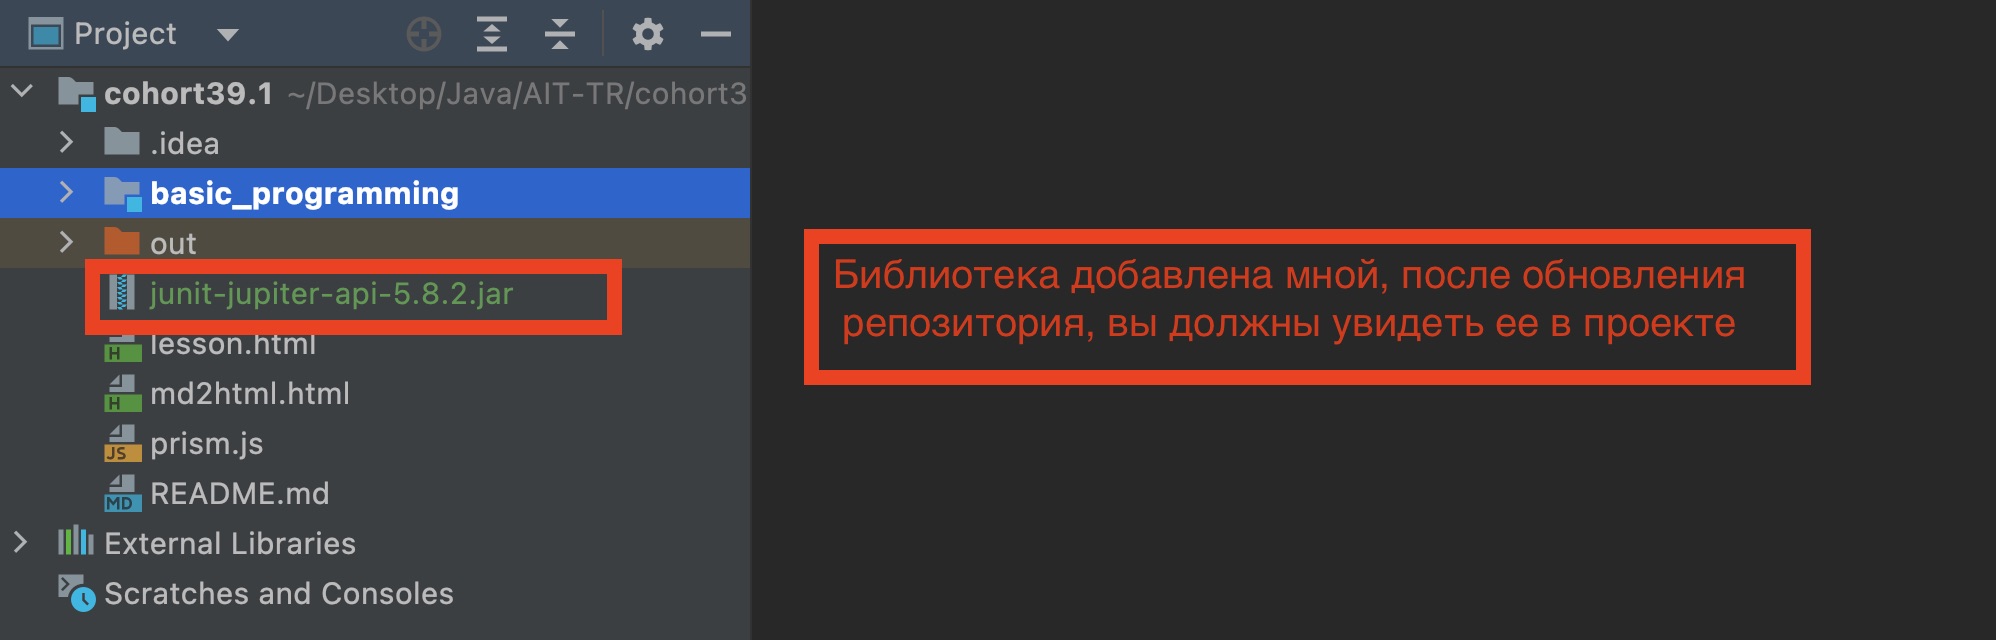 Project
cohort39.1 ~/Desktop/Java/AIT-TR/cohort3
.idea
basic_programming
out
junit-jupiter-api-5.8.2.jar
lesson.html
md2html.html
prism.js
README.md
External Libraries
Scratches and Consoles
Библиотека добавлена мной, после обновления
репозитория, вы должны увидеть ее в проекте